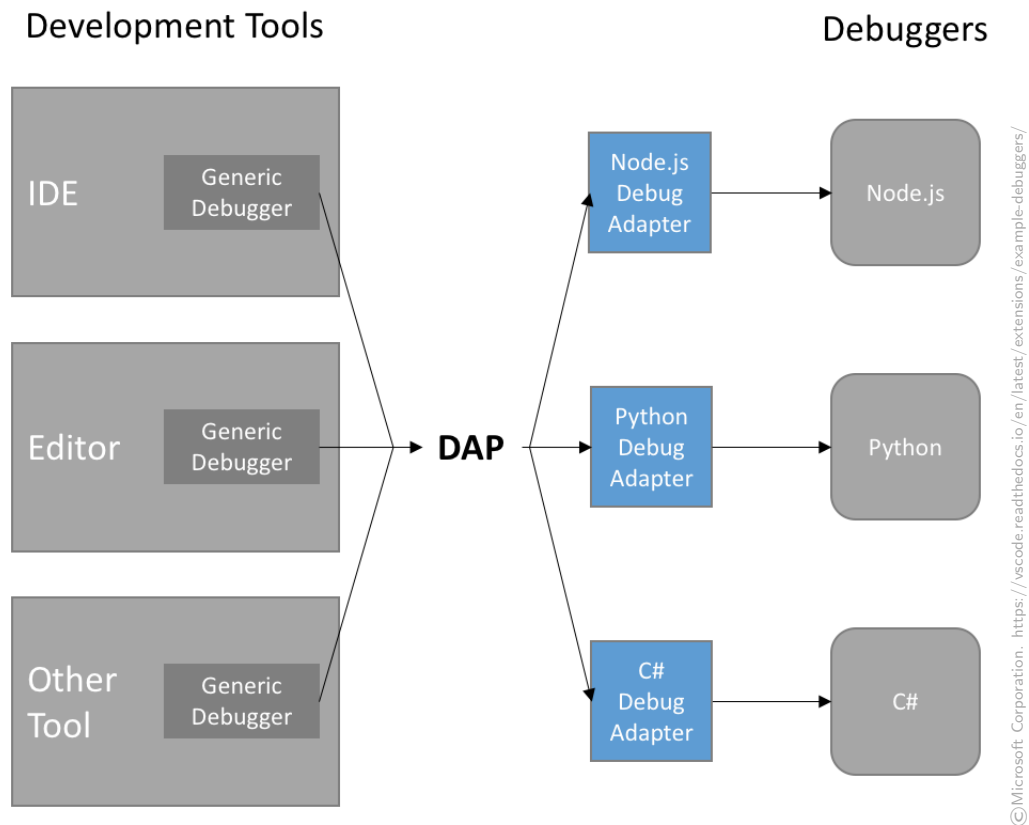 Development Tools
Debuggers
IDE
Generic
Debugger
Node.js
Debug
Adapter
Node.js
Editor
Generic
Debugger
DAP
Python
Debug
Adapter
Python
Other
Tool
Generic
Debugger
C#
Debug
Adapter
C#
©Microsoft Corporation. https://vscode.readthedocs.io/en/latest/extensions/example-debuggers/